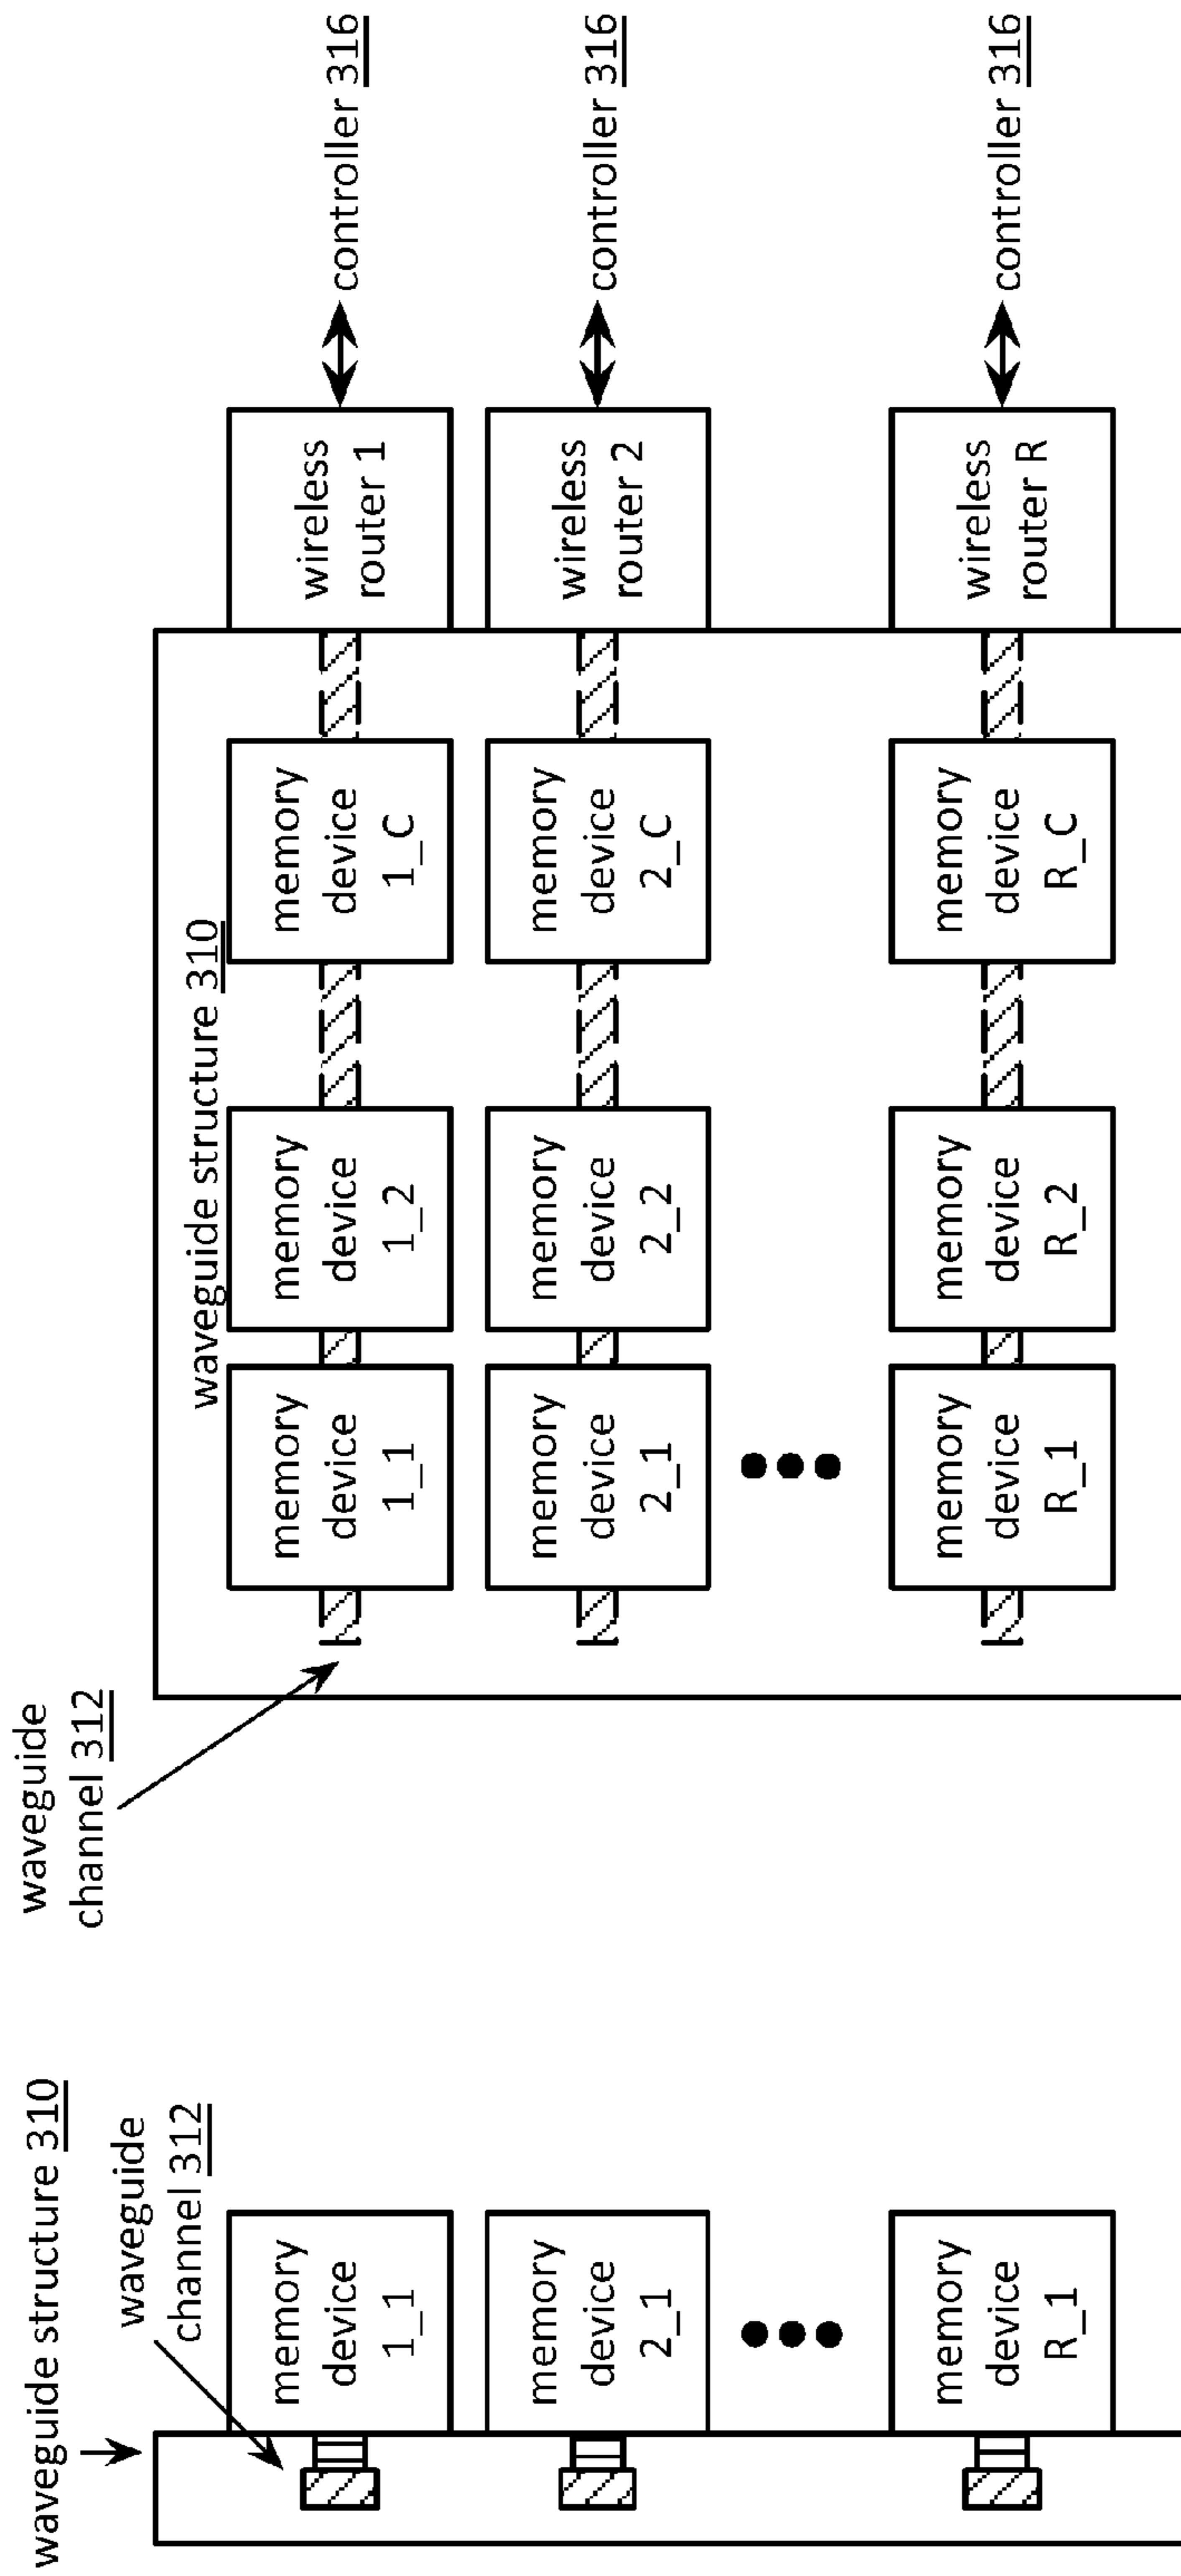 waveguide structure 310
waveguide
channel 312
memory
device
1_1
memory
device
2_1
memory
device
R_1
waveguide
channel 312
waveguide structure 310
memory
device
1_1
memory
device
1_2
memory
device
1_C
wireless
router 1
controller 316
memory
device
2_1
memory
device
2_2
memory
device
2_C
wireless
router 2
controller 316
memory
device
R_1
memory
device
R_2
memory
device
R_C
wireless
router R
controller 316